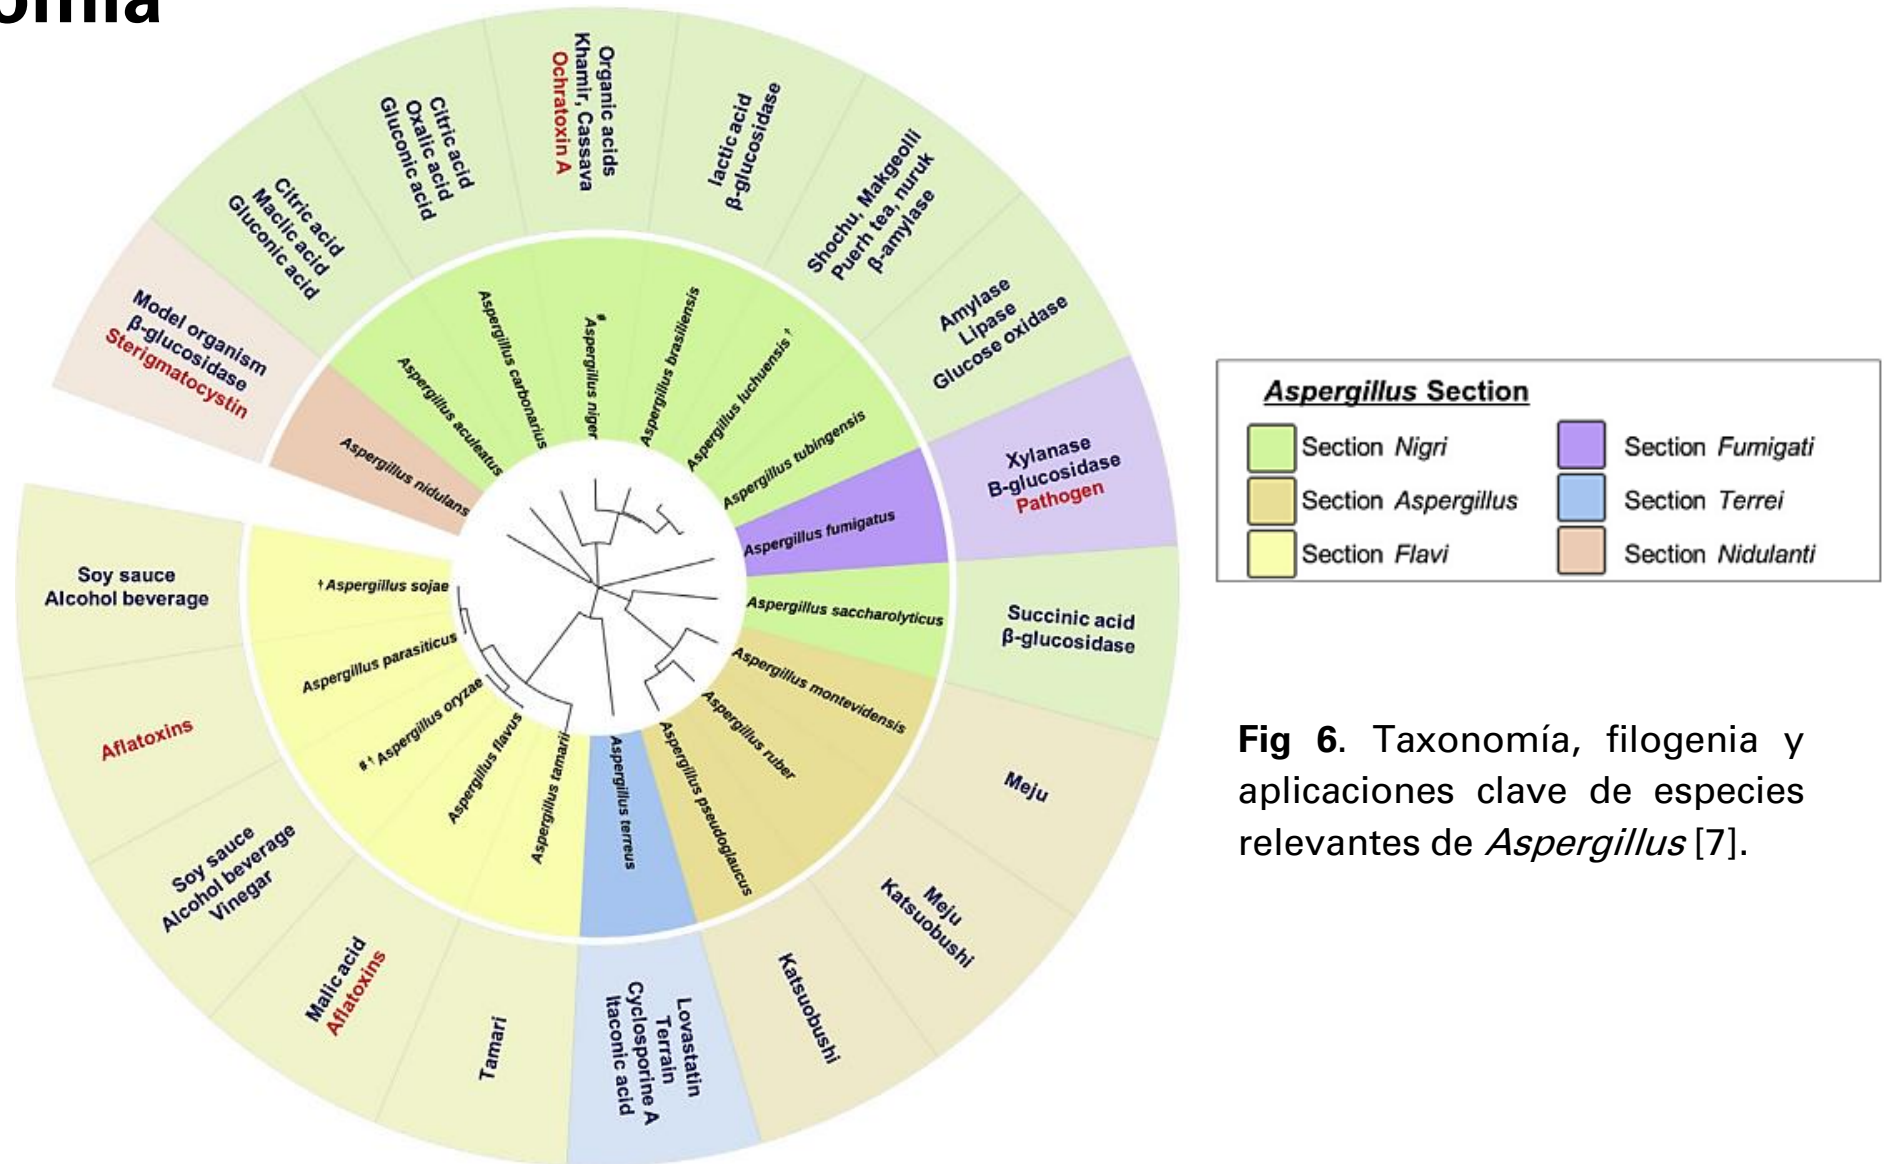 Model organism
β-glucosidase
Sterigmatocystin
Citric acid
Maclic acid
Gluconic acid
Citric acid
Oxalic acid
Gluconic acid
Organic acids
Khamir, Cassava
Ochratoxin A
lactic acid
β-glucosidase
Shochu, Makgeolli
Puerh tea, nuruk
β-amylase
Amylase
Lipase
Glucose oxidase
Xylanase
B-glucosidase
Pathogen
Succinic acid
β-glucosidase
Meju
Meju
Katsuobushi
Katsuobushi
Lovastatin
Terrain
Cyclosporine A
Itaconic acid
Tamari
Malic acid
Aflatoxins
Soy sauce
Alcohol beverage
Vinegar
Aflatoxins
Soy sauce
Alcohol beverage
Aspergillus nidulans
Aspergillus aculeatus
Aspergillus carbonarius
Aspergillus niger #
Aspergillus brasiliensis
Aspergillus luchuensis †
Aspergillus tubingensis
Aspergillus fumigatus
Aspergillus saccharolyticus
Aspergillus montevidensis
Aspergillus ruber
Aspergillus pseudoglaucus
Aspergillus terreus
Aspergillus tamarii
Aspergillus flavus
# † Aspergillus oryzae
Aspergillus parasiticus
† Aspergillus sojae
Aspergillus Section
Section Nigri
Section Aspergillus
Section Flavi
Section Fumigati
Section Terrei
Section Nidulanti
Fig 6. Taxonomía, filogenia y
aplicaciones clave de especies
relevantes de Aspergillus [7].